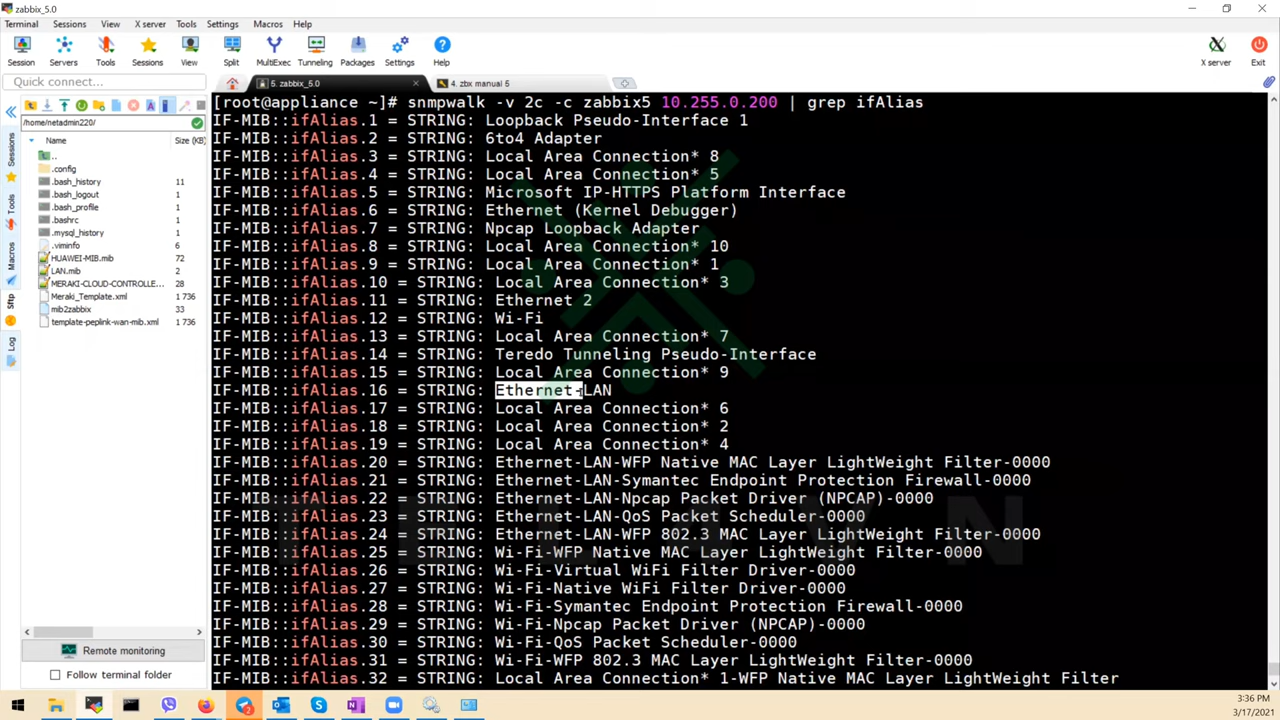 zabbix_5.0
Terminal Sessions View X server Tools Settings Macros Help
Session Servers Tools Sessions View Split MultiExec Tunneling Packages Settings Help X server Exit
Quick connect...
5. zabbix_5.0
4. zbx manual 5
/home/netadmin220/
Name Size (KB)
..
.config
.bash_history 11
.bash_logout 1
.bash_profile 1
.bashrc 1
.mysql_history 1
.viminfo 6
HUAWEI-MIB.mib 72
LAN.mib 2
MERAKI-CLOUD-CONTROLLE... 28
Meraki_Template.xml 1 736
mib2zabbix 33
template-peplink-wan-mib.xml 1 736
Sessions
Tools
Macros
Sftp
Log
Remote monitoring
Follow terminal folder
[root@appliance ~]# snmpwalk -v 2c -c zabbix5 10.255.0.200 | grep ifAlias
IF-MIB::ifAlias.1 = STRING: Loopback Pseudo-Interface 1
IF-MIB::ifAlias.2 = STRING: 6to4 Adapter
IF-MIB::ifAlias.3 = STRING: Local Area Connection* 8
IF-MIB::ifAlias.4 = STRING: Local Area Connection* 5
IF-MIB::ifAlias.5 = STRING: Microsoft IP-HTTPS Platform Interface
IF-MIB::ifAlias.6 = STRING: Ethernet (Kernel Debugger)
IF-MIB::ifAlias.7 = STRING: Npcap Loopback Adapter
IF-MIB::ifAlias.8 = STRING: Local Area Connection* 10
IF-MIB::ifAlias.9 = STRING: Local Area Connection* 1
IF-MIB::ifAlias.10 = STRING: Local Area Connection* 3
IF-MIB::ifAlias.11 = STRING: Ethernet 2
IF-MIB::ifAlias.12 = STRING: Wi-Fi
IF-MIB::ifAlias.13 = STRING: Local Area Connection* 7
IF-MIB::ifAlias.14 = STRING: Teredo Tunneling Pseudo-Interface
IF-MIB::ifAlias.15 = STRING: Local Area Connection* 9
IF-MIB::ifAlias.16 = STRING: Ethernet-LAN
IF-MIB::ifAlias.17 = STRING: Local Area Connection* 6
IF-MIB::ifAlias.18 = STRING: Local Area Connection* 2
IF-MIB::ifAlias.19 = STRING: Local Area Connection* 4
IF-MIB::ifAlias.20 = STRING: Ethernet-LAN-WFP Native MAC Layer LightWeight Filter-0000
IF-MIB::ifAlias.21 = STRING: Ethernet-LAN-Symantec Endpoint Protection Firewall-0000
IF-MIB::ifAlias.22 = STRING: Ethernet-LAN-Npcap Packet Driver (NPCAP)-0000
IF-MIB::ifAlias.23 = STRING: Ethernet-LAN-QoS Packet Scheduler-0000
IF-MIB::ifAlias.24 = STRING: Ethernet-LAN-WFP 802.3 MAC Layer LightWeight Filter-0000
IF-MIB::ifAlias.25 = STRING: Wi-Fi-WFP Native MAC Layer LightWeight Filter-0000
IF-MIB::ifAlias.26 = STRING: Wi-Fi-Virtual WiFi Filter Driver-0000
IF-MIB::ifAlias.27 = STRING: Wi-Fi-Native WiFi Filter Driver-0000
IF-MIB::ifAlias.28 = STRING: Wi-Fi-Symantec Endpoint Protection Firewall-0000
IF-MIB::ifAlias.29 = STRING: Wi-Fi-Npcap Packet Driver (NPCAP)-0000
IF-MIB::ifAlias.30 = STRING: Wi-Fi-QoS Packet Scheduler-0000
IF-MIB::ifAlias.31 = STRING: Wi-Fi-WFP 802.3 MAC Layer LightWeight Filter-0000
IF-MIB::ifAlias.32 = STRING: Local Area Connection* 1-WFP Native MAC Layer LightWeight Filter
3:36 PM
3/17/2021